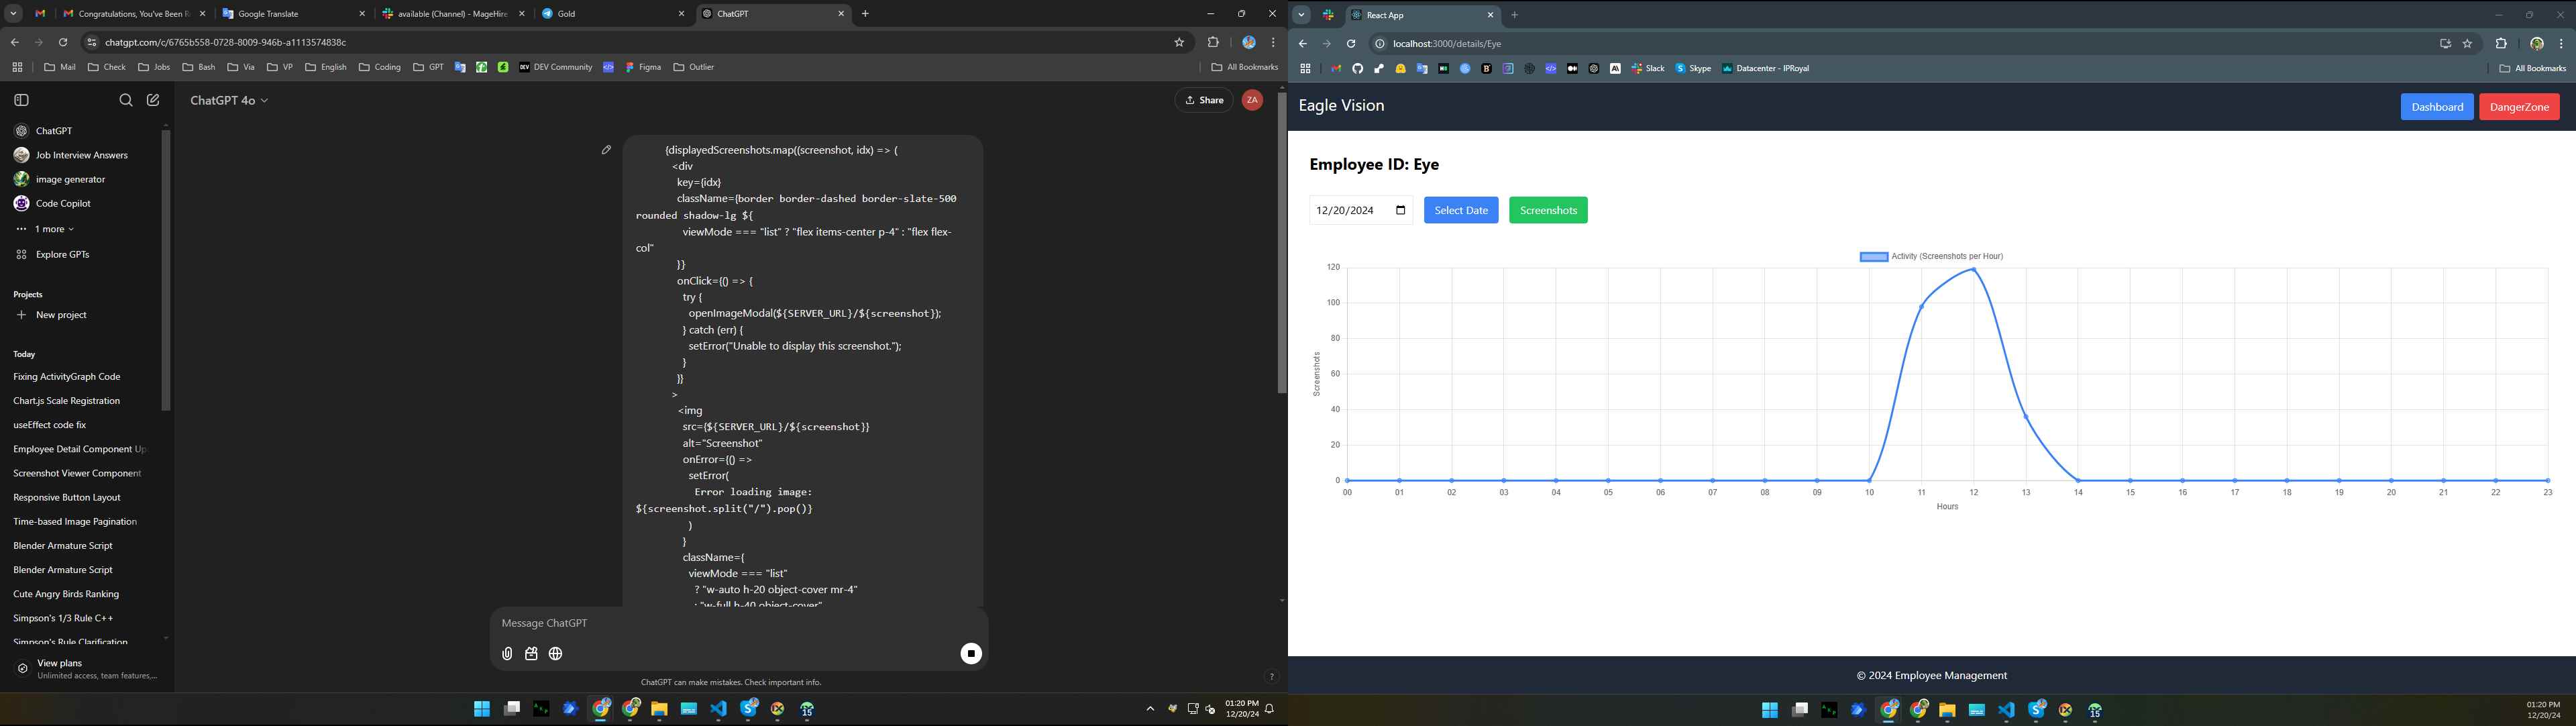 Congratulations, You've Been R
Google Translate
available (Channel) - MageHire
Gold
ChatGPT
chatgpt.com/c/6765b558-0728-8009-946b-a1113574838c
Mail
Check
Jobs
Bash
Via
VP
English
Coding
GPT
DEV Community
Figma
Outlier
All Bookmarks
ChatGPT 4o
Share
ZA
ChatGPT
Job Interview Answers
image generator
Code Copilot
1 more
Explore GPTs
Projects
New project
Today
Fixing ActivityGraph Code
Chart.js Scale Registration
useEffect code fix
Employee Detail Component Up
Screenshot Viewer Component
Responsive Button Layout
Time-based Image Pagination
Blender Armature Script
Blender Armature Script
Cute Angry Birds Ranking
Simpson's 1/3 Rule C++
Simpson's Rule Clarification
View plans
Unlimited access, team features,...
{displayedScreenshots.map((screenshot, idx) => (
<div
key={idx}
className={border border-dashed border-slate-500
rounded shadow-lg ${
viewMode === "list" ? "flex items-center p-4" : "flex flex-
col"
}}
onClick={() => {
try {
openImageModal(${SERVER_URL}/${screenshot});
} catch (err) {
setError("Unable to display this screenshot.");
}
}}
>
<img
src={${SERVER_URL}/${screenshot}}
alt="Screenshot"
onError={() =>
setError(
Error loading image:
${screenshot.split("/").pop()}
)
}
className={
viewMode === "list"
? "w-auto h-20 object-cover mr-4"
: "w-full h-40 object-cover"
Message ChatGPT
ChatGPT can make mistakes. Check important info.
?
01:20 PM
12/20/24
React App
localhost:3000/details/Eye
Slack
Skype
Datacenter - IPRoyal
All Bookmarks
Eagle Vision
Dashboard
DangerZone
Employee ID: Eye
12/20/2024
Select Date
Screenshots
Activity (Screenshots per Hour)
120
100
80
60
40
20
0
Screenshots
00 01 02 03 04 05 06 07 08 09 10 11 12 13 14 15 16 17 18 19 20 21 22 23
Hours
© 2024 Employee Management
01:20 PM
12/20/24